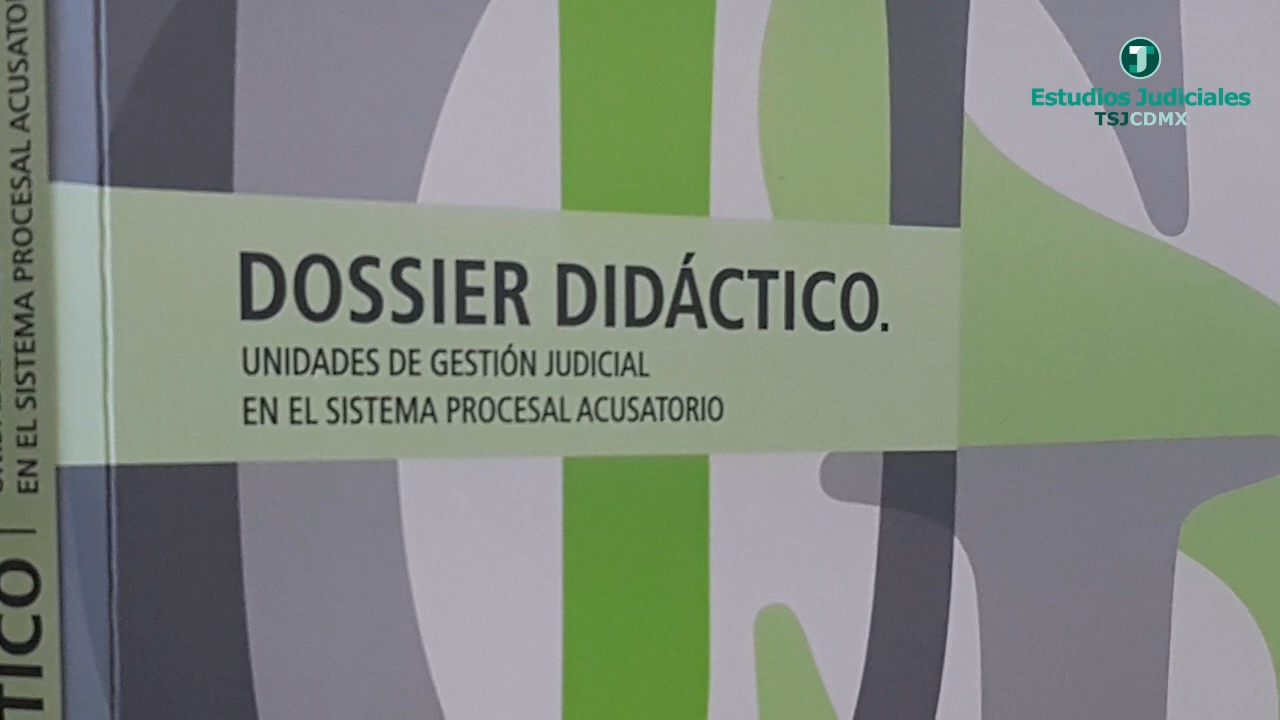 Estudios Judiciales
TSJCDMX
DOSSIER DIDÁCTICO.
UNIDADES DE GESTIÓN JUDICIAL
EN EL SISTEMA PROCESAL ACUSATORIO
EN EL SISTEMA PROCESAL ACUSATO
TICO |